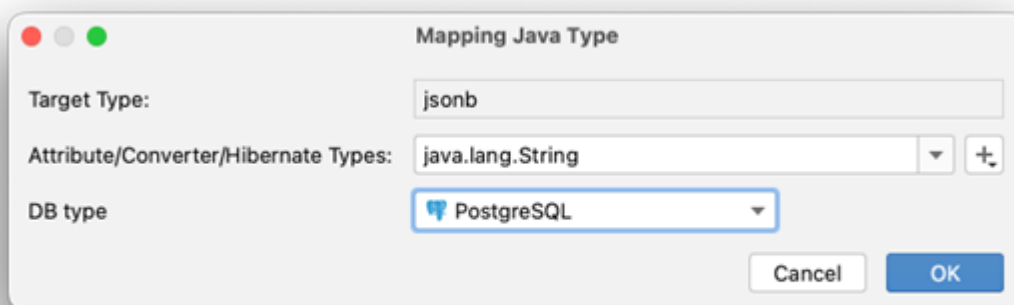 Mapping Java Type
Target Type: jsonb
Attribute/Converter/Hibernate Types: java.lang.String
DB type PostgreSQL
Cancel OK